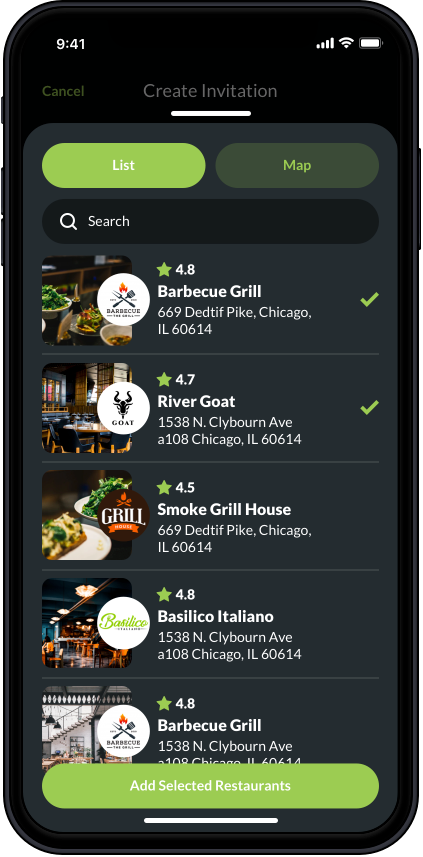 9:41
Cancel
Create Invitation
List
Map
Search
4.8
Barbecue Grill
669 Dedtif Pike, Chicago,
IL 60614
BARBECUE
THE GRILL
4.7
River Goat
1538 N. Clybourn Ave
a108 Chicago, IL 60614
GOAT
4.5
Smoke Grill House
669 Dedtif Pike, Chicago,
IL 60614
GRILL
HOUSE
4.8
Basilico Italiano
1538 N. Clybourn Ave
a108 Chicago, IL 60614
Basilico
ITALIANO
4.8
Barbecue Grill
1538 N. Clybourn Ave
a108 Chicago, IL 60614
BARBECUE
THE GRILL
Add Selected Restaurants